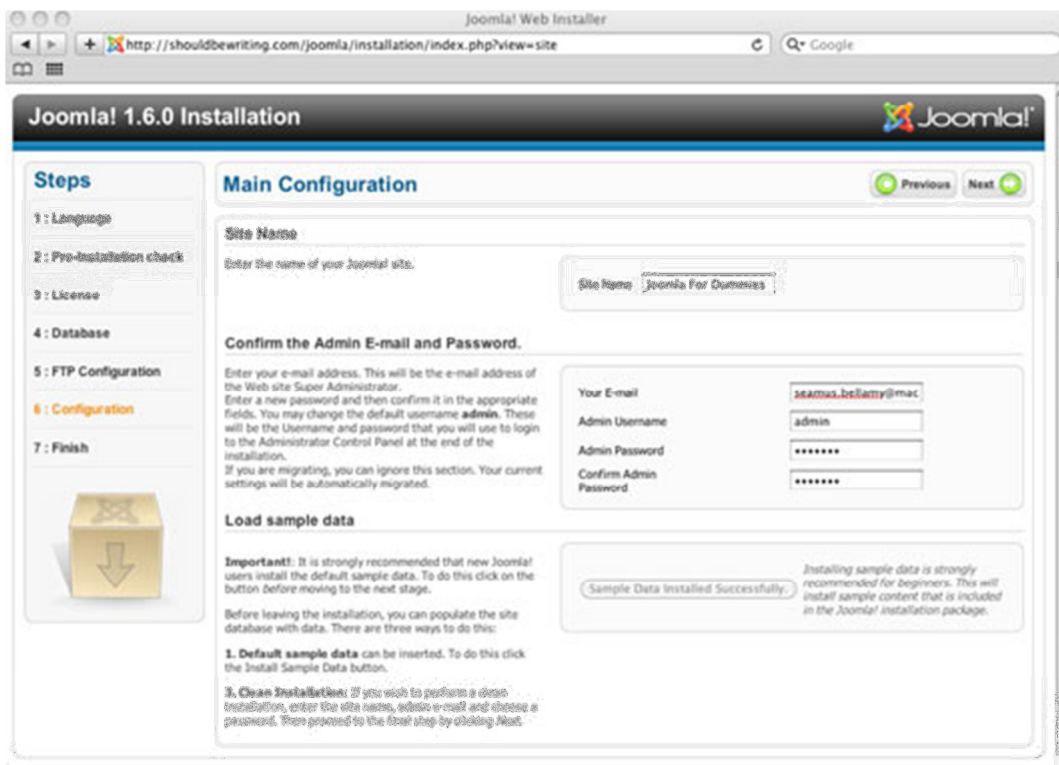 Joomla! Web Installer
http://shouldbewriting.com/joomla/installation/index.php?view=site
Google
Joomla! 1.6.0 Installation
Joomla!
Steps
1 : Language
2 : Pre-Installation check
3 : License
4 : Database
5 : FTP Configuration
6 : Configuration
7 : Finish
Main Configuration
Previous
Next
Site Name
Enter the name of your Joomla! site.
Site Name
Joomla For Dummies
Confirm the Admin E-mail and Password.
Enter your e-mail address. This will be the e-mail address of
the Web site Super Administrator.
Enter a new password and then confirm it in the appropriate
fields. You may change the default username admin. These
will be the Username and password that you will use to login
to the Administrator Control Panel at the end of the
installation.
If you are migrating, you can ignore this section. Your current
settings will be automatically migrated.
Your E-mail
seamus.bellamy@mac
Admin Username
admin
Admin Password
•••••••
Confirm Admin
Password
•••••••
Load sample data
Important!: It is strongly recommended that new Joomla!
users install the default sample data. To do this click on the
button before moving to the next stage.
Before leaving the installation, you can populate the site
database with data. There are three ways to do this:
1. Default sample data can be inserted. To do this click
the Install Sample Data button.
3. Clean Installation: If you wish to perform a clean
installation, enter the site name, admin e-mail and choose a
password. Then proceed to the final step by clicking Next.
Sample Data Installed Successfully.
Installing sample data is strongly
recommended for beginners. This will
install sample content that is included
in the Joomla! installation package.